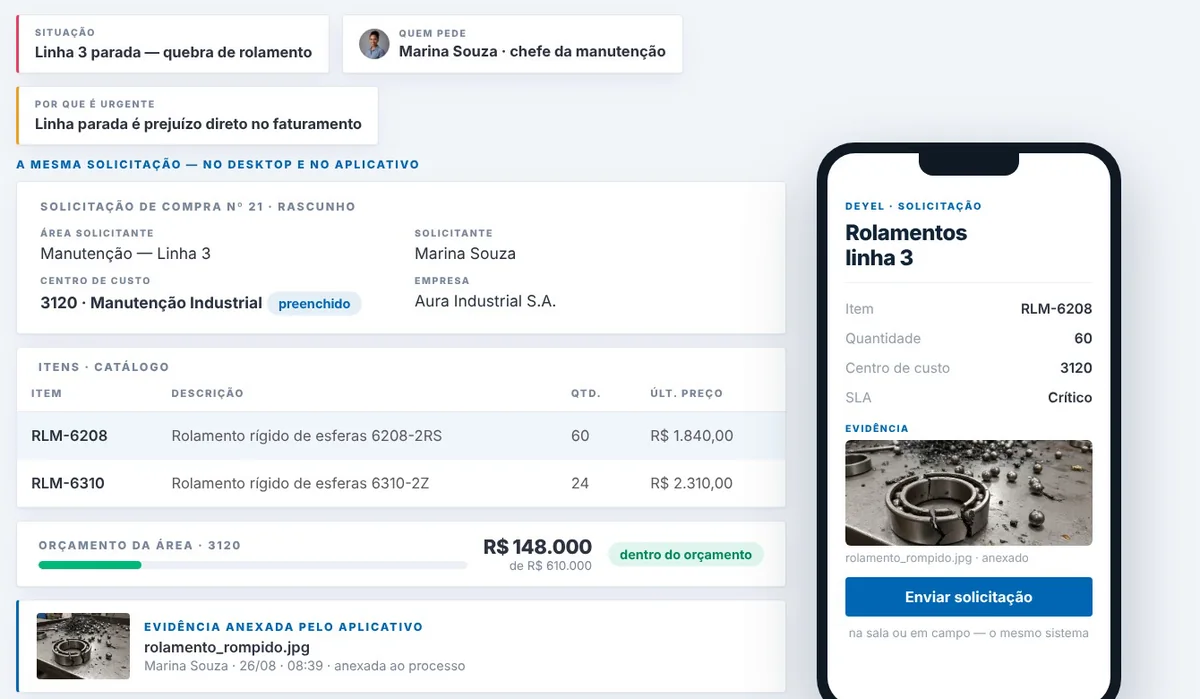 SITUAÇÃO
Linha 3 parada — quebra de rolamento
QUEM PEDE
Marina Souza · chefe da manutenção
POR QUE É URGENTE
Linha parada é prejuízo direto no faturamento
A MESMA SOLICITAÇÃO — NO DESKTOP E NO APLICATIVO
SOLICITAÇÃO DE COMPRA Nº 21 · RASCUNHO
ÁREA SOLICITANTE
Manutenção — Linha 3
SOLICITANTE
Marina Souza
CENTRO DE CUSTO
3120 · Manutenção Industrial preenchido
EMPRESA
Aura Industrial S.A.
ITENS · CATÁLOGO
ITEM DESCRIÇÃO QTD. ÚLT. PREÇO
RLM-6208 Rolamento rígido de esferas 6208-2RS 60 R$ 1.840,00
RLM-6310 Rolamento rígido de esferas 6310-2Z 24 R$ 2.310,00
ORÇAMENTO DA ÁREA · 3120
R$ 148.000
de R$ 610.000
dentro do orçamento
EVIDÊNCIA ANEXADA PELO APLICATIVO
rolamento_rompido.jpg
Marina Souza · 26/08 · 08:39 · anexada ao processo
DEYEL · SOLICITAÇÃO
Rolamentos
linha 3
Item RLM-6208
Quantidade 60
Centro de custo 3120
SLA Crítico
EVIDÊNCIA
rolamento_rompido.jpg · anexado
Enviar solicitação
na sala ou em campo — o mesmo sistema